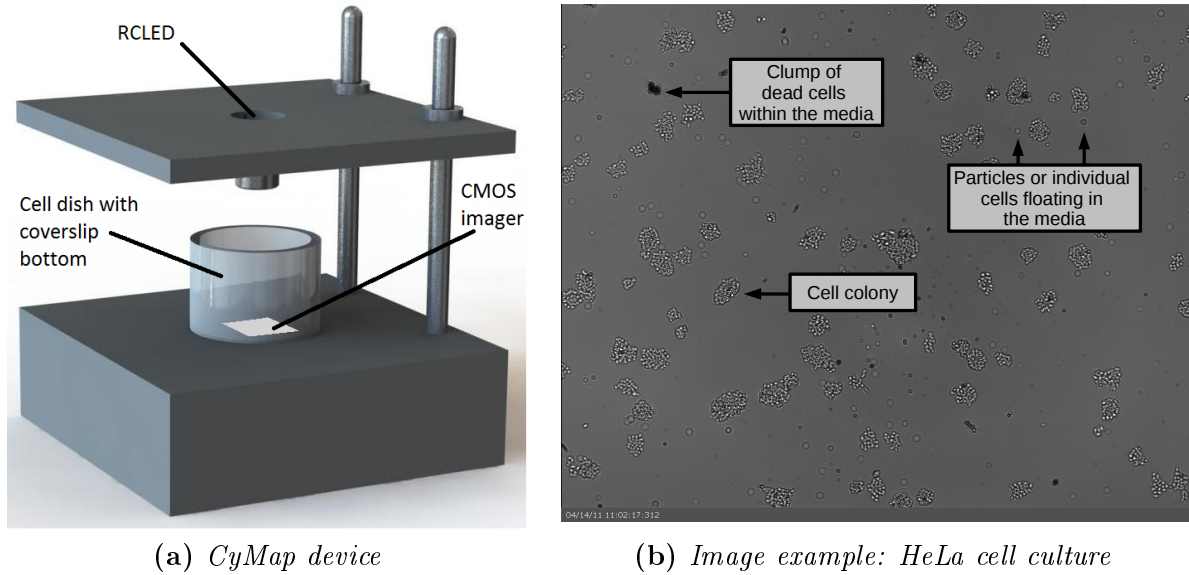 RCLED
Cell dish with
coverslip
bottom
CMOS
imager
(a) CyMap device
Clump of
dead cells
within the media
Particles or individual
cells floating in
the media
Cell colony
04/14/11 11:02:17:312
(b) Image example: HeLa cell culture